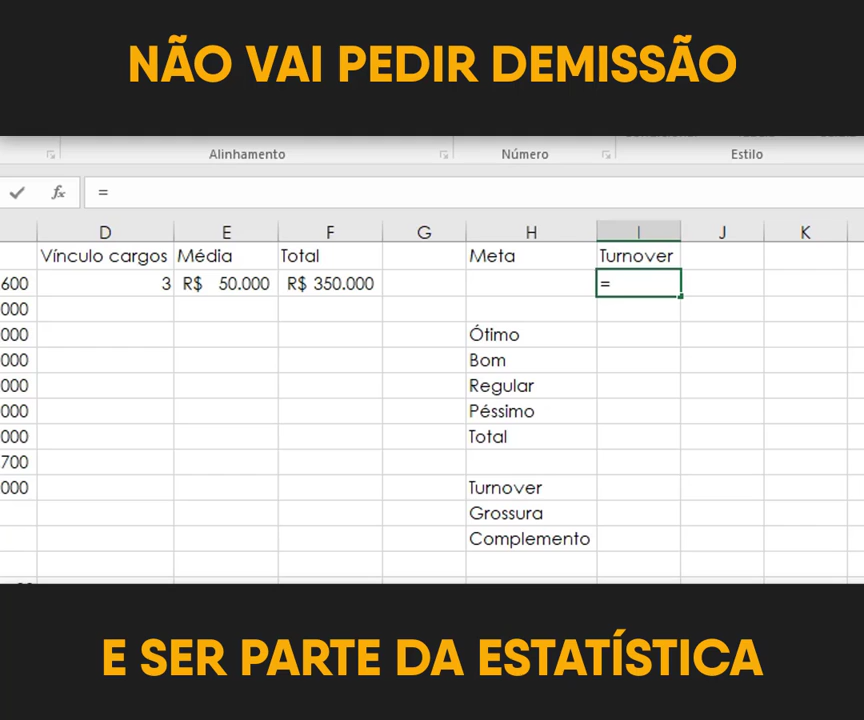 NÃO VAI PEDIR DEMISSÃO
Alinhamento Número Estilo
fx =
D E F G H I J K
Vínculo cargos Média Total Meta Turnover
600 3 R$ 50.000 R$ 350.000 =
000
000 Ótimo
000 Bom
000 Regular
000 Péssimo
000 Total
700
000 Turnover
Grossura
Complemento
E SER PARTE DA ESTATÍSTICA